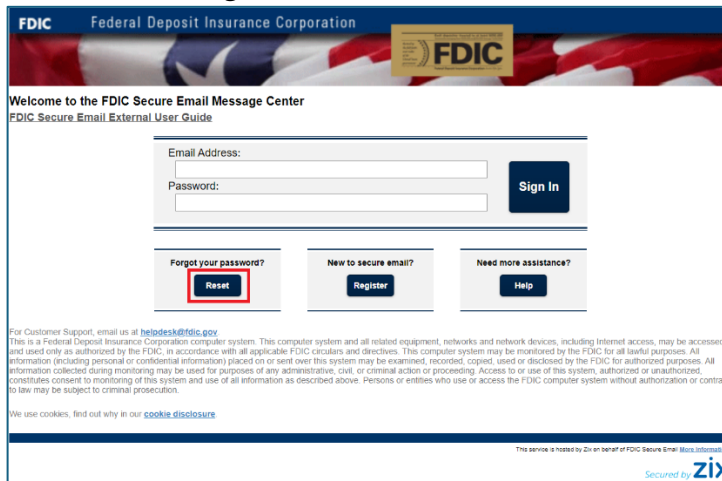 FDIC Federal Deposit Insurance Corporation
FDIC
Welcome to the FDIC Secure Email Message Center
FDIC Secure Email External User Guide
Email Address:
Password:
Sign In
Forgot your password?
Reset
New to secure email?
Register
Need more assistance?
Help
For Customer Support, email us at helpdesk@fdic.gov.
This is a Federal Deposit Insurance Corporation computer system. This computer system and all related equipment, networks and network devices, including Internet access, may be accessed
and used only as authorized by the FDIC, in accordance with all applicable FDIC circulars and directives. This computer system may be monitored by the FDIC for all lawful purposes. All
information (including personal or confidential information) placed on or sent over this system may be examined, recorded, copied, used or disclosed by the FDIC for authorized purposes. All
information collected during monitoring may be used for purposes of any administrative, civil, or criminal action or proceeding. Access to or use of this system, authorized or unauthorized,
constitutes consent to monitoring of this system and use of all information as described above. Persons or entities who use or access the FDIC computer system without authorization or contra
to law may be subject to criminal prosecution.
We use cookies, find out why in our cookie disclosure.
This service is hosted by Zix on behalf of FDIC Secure Email More Informati
Secured by zix